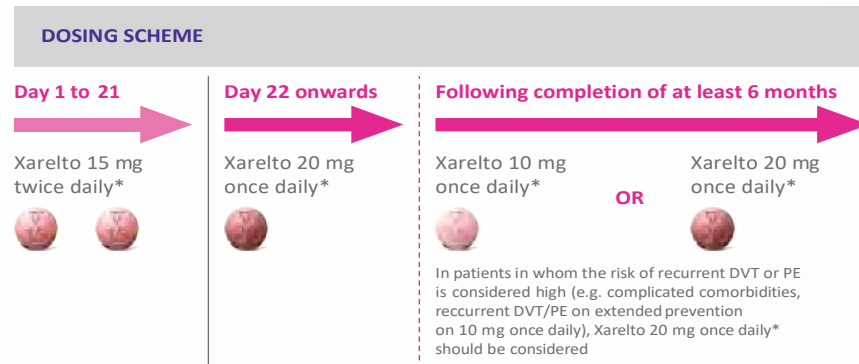 DOSING SCHEME
Day 1 to 21
Xarelto 15 mg
twice daily*
Day 22 onwards
Xarelto 20 mg
once daily*
Following completion of at least 6 months
Xarelto 10 mg
once daily*
OR
Xarelto 20 mg
once daily*
In patients in whom the risk of recurrent DVT or PE
is considered high (e.g. complicated comorbidities,
reccurrent DVT/PE on extended prevention
on 10 mg once daily), Xarelto 20 mg once daily*
should be considered